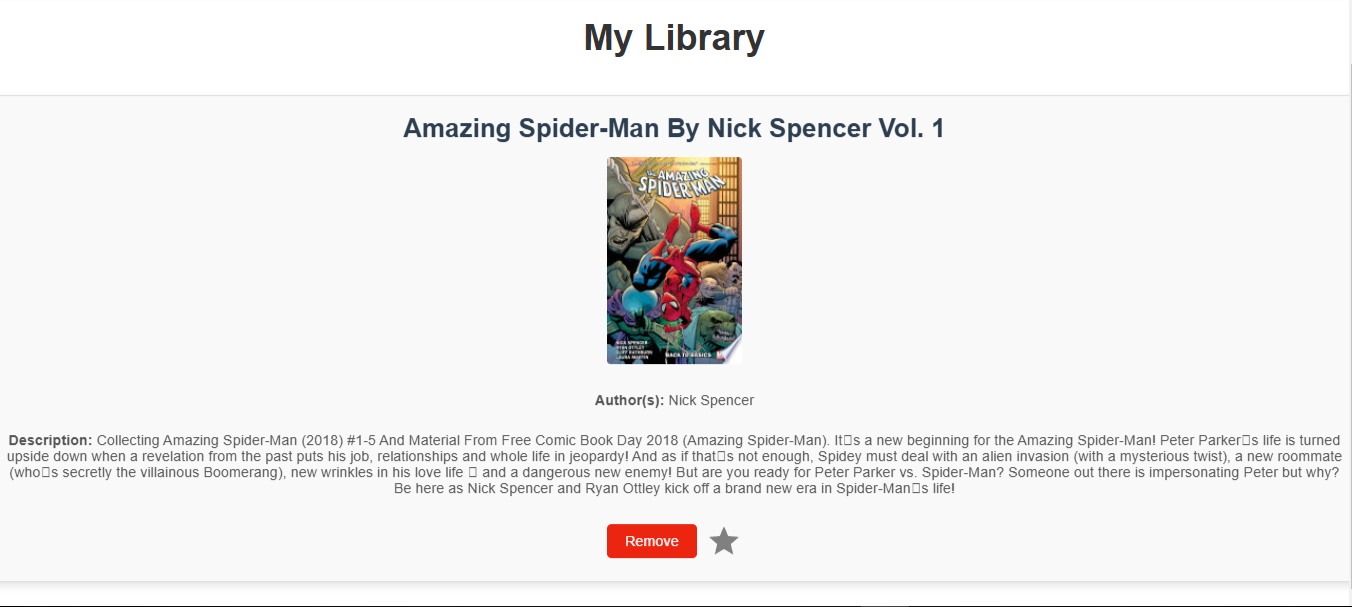 My Library
Amazing Spider-Man By Nick Spencer Vol. 1
the AMAZING
SPIDER-MAN
NICK SPENCER
RYAN OTTLEY
CLIFF RATHBURN
LAURA MARTIN
BACK TO BASICS
Author(s): Nick Spencer
Description: Collecting Amazing Spider-Man (2018) #1-5 And Material From Free Comic Book Day 2018 (Amazing Spider-Man). It▯s a new beginning for the Amazing Spider-Man! Peter Parker▯s life is turned
upside down when a revelation from the past puts his job, relationships and whole life in jeopardy! And as if that▯s not enough, Spidey must deal with an alien invasion (with a mysterious twist), a new roommate
(who▯s secretly the villainous Boomerang), new wrinkles in his love life ▯ and a dangerous new enemy! But are you ready for Peter Parker vs. Spider-Man? Someone out there is impersonating Peter but why?
Be here as Nick Spencer and Ryan Ottley kick off a brand new era in Spider-Man▯s life!
Remove